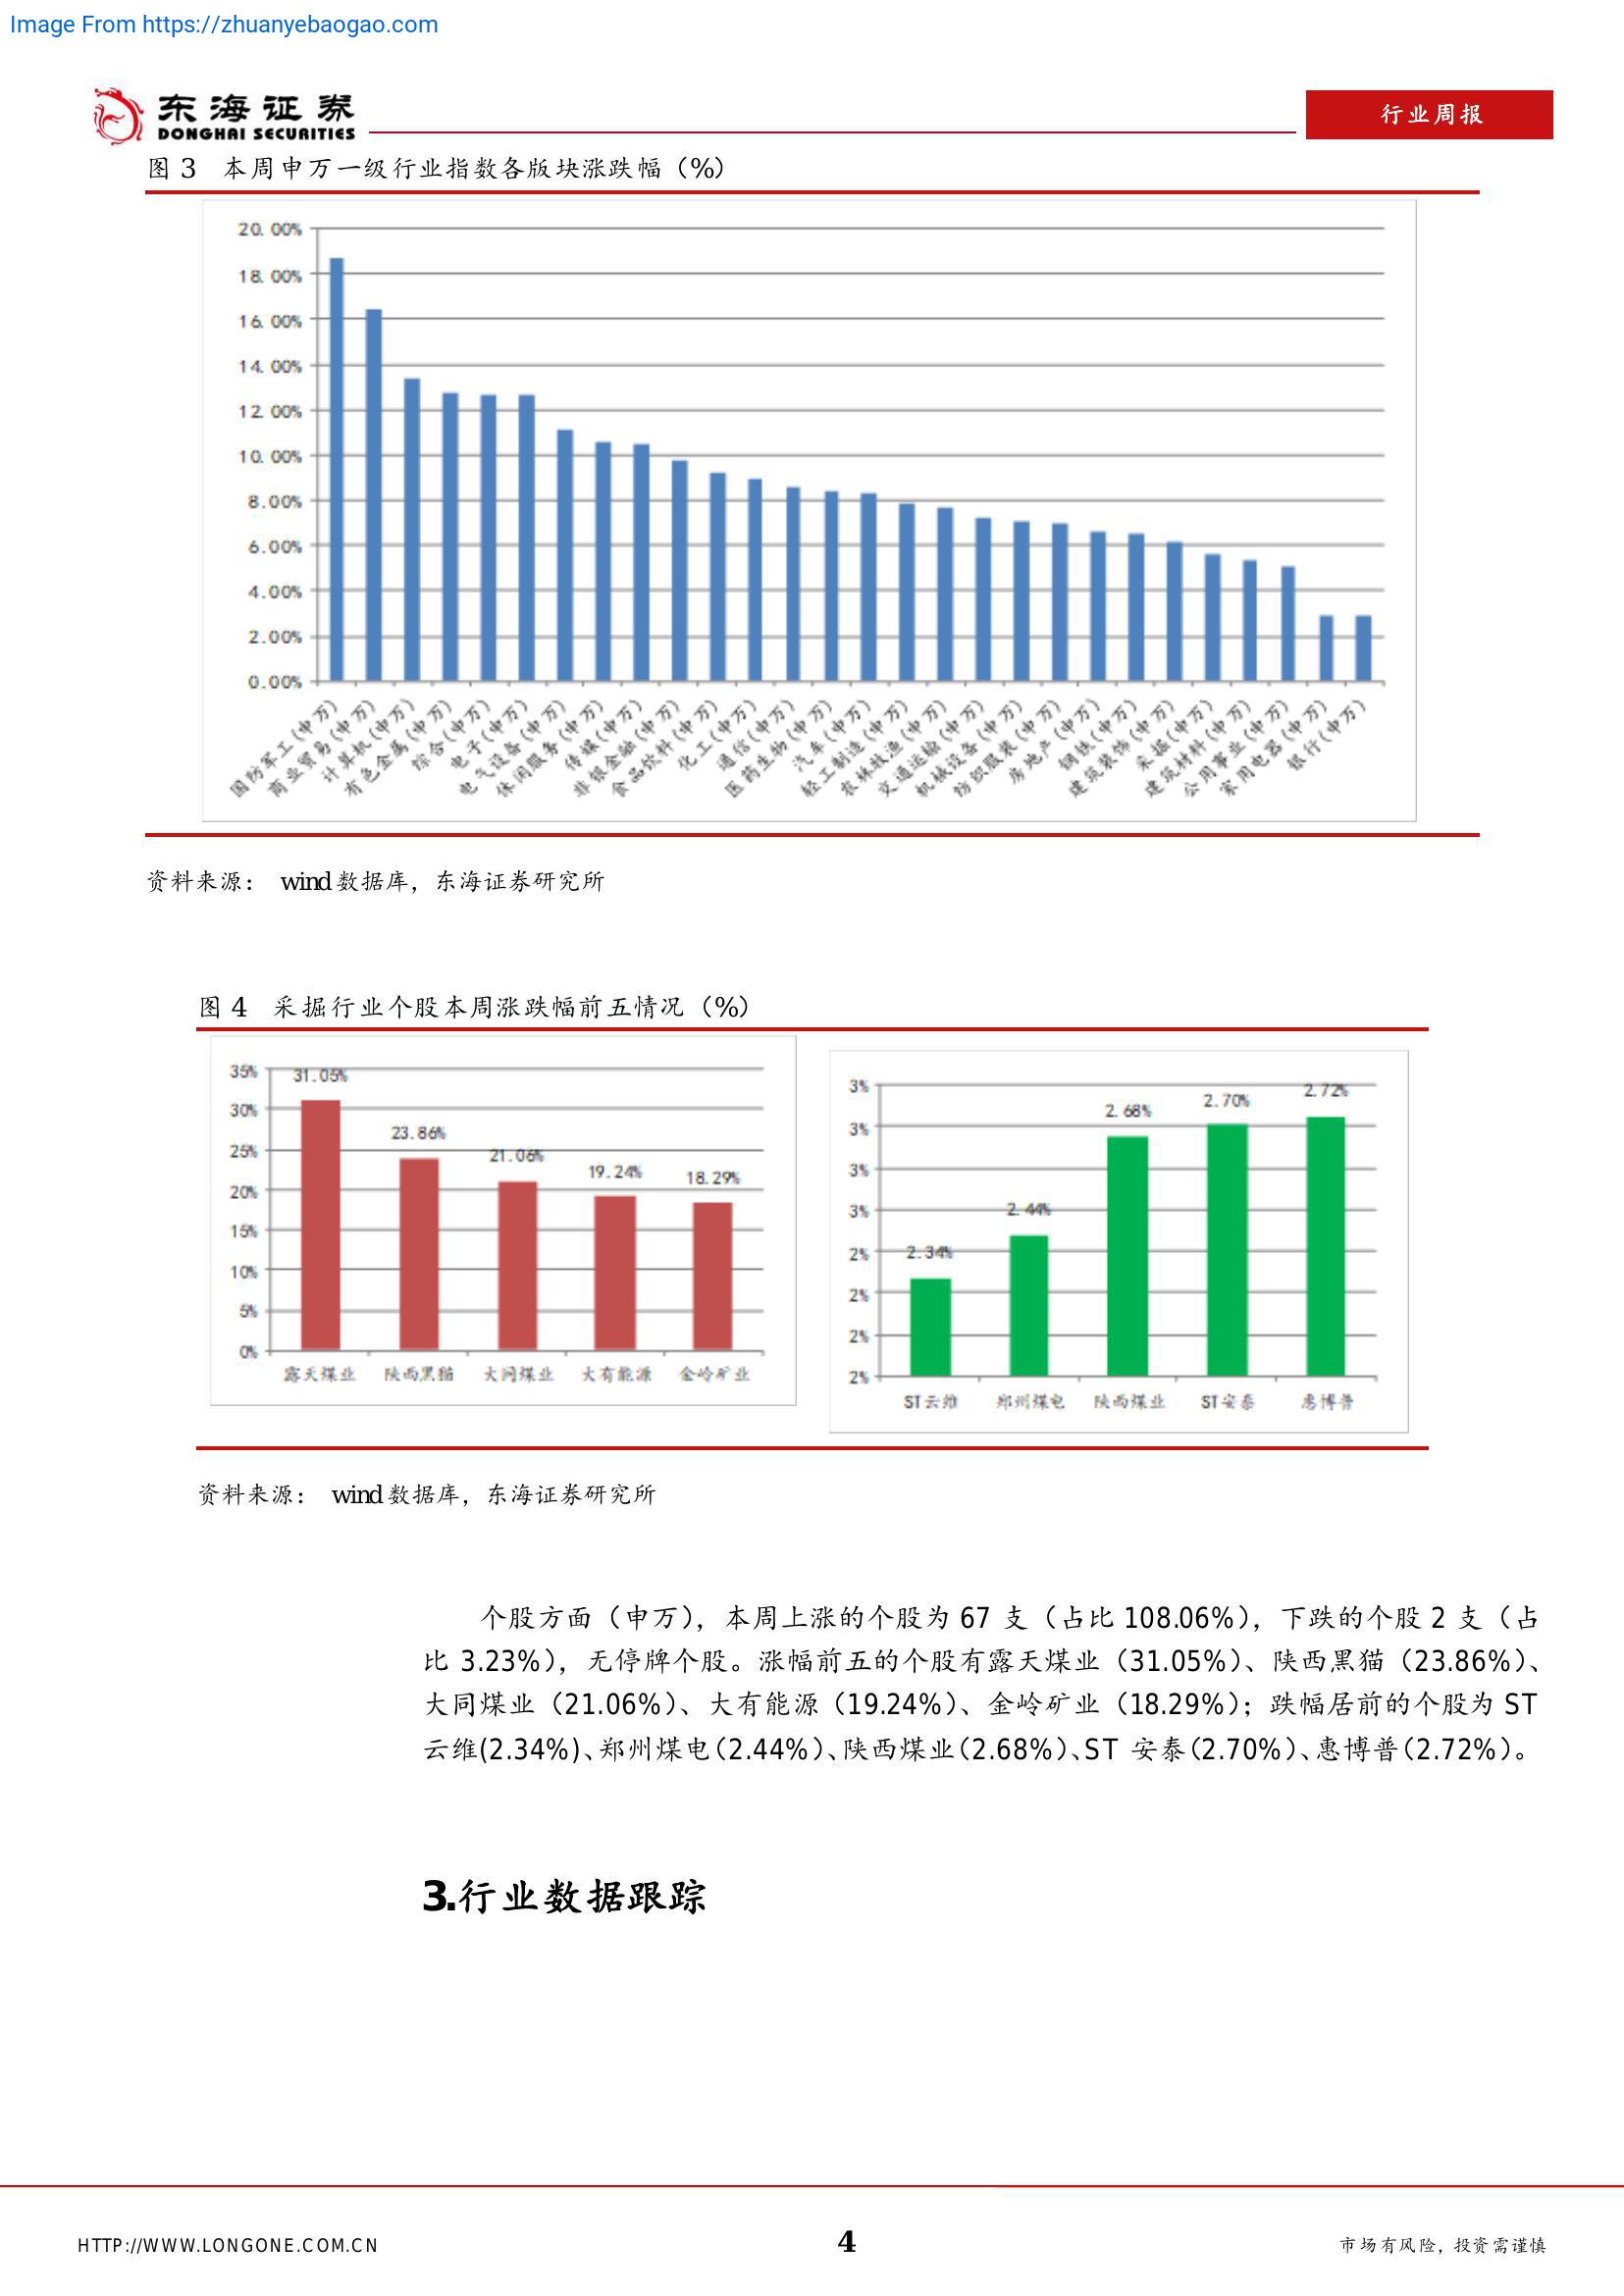 Image From https://zhuanyebaogao.com
东海证券
DONGHAI SECURITIES
行业周报
图 3 本周申万一级行业指数各版块涨跌幅（%）
20.00%
18.00%
16.00%
14.00%
12.00%
10.00%
8.00%
6.00%
4.00%
2.00%
0.00%
国防军工(申万)
商业贸易(申万)
计算机(申万)
有色金属(申万)
综合(申万)
电子(申万)
电气设备(申万)
休闲服务(申万)
传媒(申万)
非银金融(申万)
食品饮料(申万)
化工(申万)
通信(申万)
医药生物(申万)
汽车(申万)
轻工制造(申万)
农林牧渔(申万)
交通运输(申万)
机械设备(申万)
纺织服装(申万)
房地产(申万)
钢铁(申万)
建筑装饰(申万)
采掘(申万)
建筑材料(申万)
公用事业(申万)
家用电器(申万)
银行(申万)
资料来源： wind数据库，东海证券研究所
图 4 采掘行业个股本周涨跌幅前五情况（%）
35%
30%
25%
20%
15%
10%
5%
0%
31.05%
23.86%
21.06%
19.24%
18.29%
露天煤业
陕西黑猫
大同煤业
大有能源
金岭矿业
3%
3%
3%
3%
2%
2%
2%
2%
2.34%
2.44%
2.68%
2.70%
2.72%
ST云维
郑州煤电
陕西煤业
ST安泰
惠博普
资料来源： wind数据库，东海证券研究所
个股方面（申万），本周上涨的个股为 67 支（占比 108.06%），下跌的个股 2 支（占
比 3.23%），无停牌个股。涨幅前五的个股有露天煤业（31.05%）、陕西黑猫（23.86%）、
大同煤业（21.06%）、大有能源（19.24%）、金岭矿业（18.29%）；跌幅居前的个股为 ST
云维(2.34%)、郑州煤电(2.44%)、陕西煤业(2.68%)、ST 安泰(2.70%)、惠博普(2.72%)。
3.行业数据跟踪
HTTP://WWW.LONGONE.COM.CN
4
市场有风险，投资需谨慎